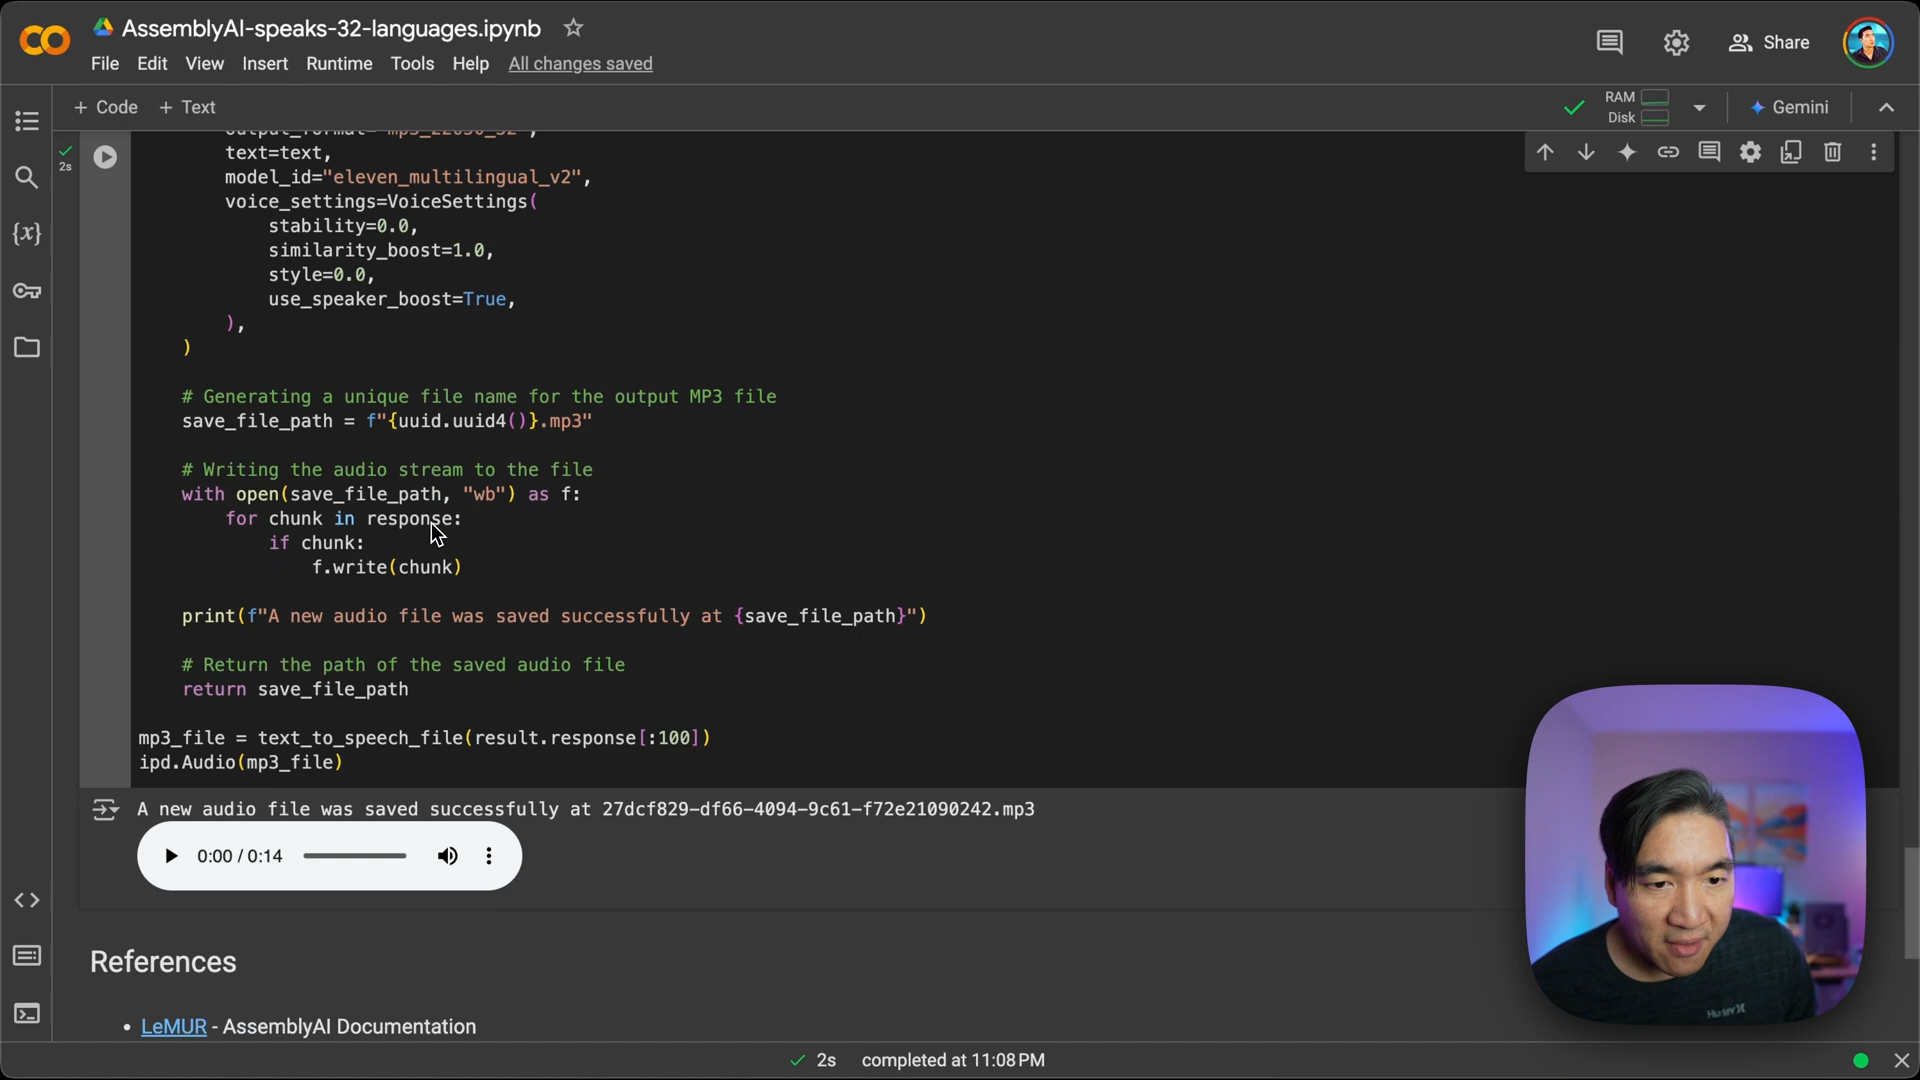 AssemblyAI-speaks-32-languages.ipynb
File Edit View Insert Runtime Tools Help All changes saved
Share
+ Code + Text
RAM
Disk
Gemini
2s
output_format="mp3_22050_32",
text=text,
model_id="eleven_multilingual_v2",
voice_settings=VoiceSettings(
stability=0.0,
similarity_boost=1.0,
style=0.0,
use_speaker_boost=True,
),
)
# Generating a unique file name for the output MP3 file
save_file_path = f"{uuid.uuid4()}.mp3"
# Writing the audio stream to the file
with open(save_file_path, "wb") as f:
for chunk in response:
if chunk:
f.write(chunk)
print(f"A new audio file was saved successfully at {save_file_path}")
# Return the path of the saved audio file
return save_file_path
mp3_file = text_to_speech_file(result.response[:100])
ipd.Audio(mp3_file)
A new audio file was saved successfully at 27dcf829-df66-4094-9c61-f72e21090242.mp3
0:00 / 0:14
References
• LeMUR - AssemblyAI Documentation
2s completed at 11:08 PM